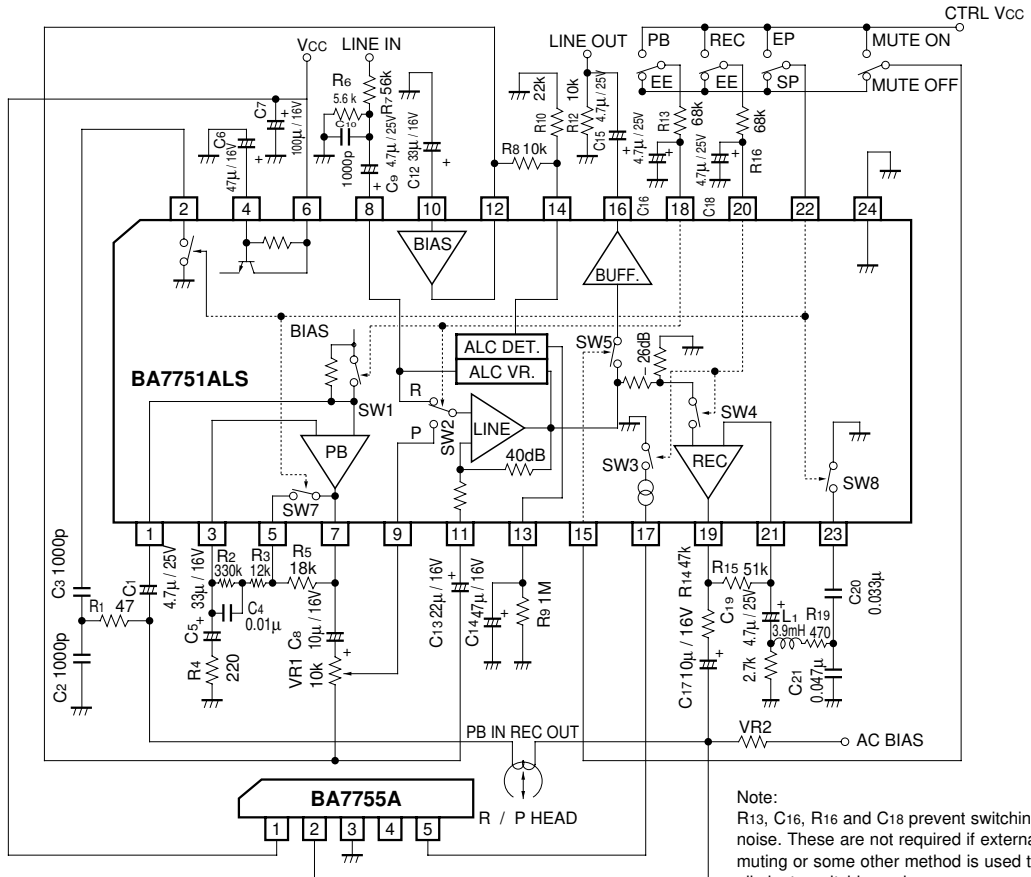 CTRL VCC
VCC
LINE IN
LINE OUT
PB
REC
EP
MUTE ON
EE
EE
SP
MUTE OFF
C7
100µ / 16V
C6
47µ / 16V
R6
5.6 k
R7 56k
C10
1000p
C9 4.7µ / 25V
C12 33µ / 16V
22k
R10
R8 10k
10k
R12
C15 4.7µ / 25V
R13
68k
4.7µ / 25V
C16
68k
R16
4.7µ / 25V
C18
2
4
6
8
10
12
14
16
18
20
22
24
BIAS
BUFF.
BIAS
ALC DET.
ALC VR.
SW5
-26dB
BA7751ALS
SW1
R
P
SW2
LINE
40dB
SW4
PB
SW3
REC
SW7
SW8
1
3
5
7
9
11
13
15
17
19
21
23
C3 1000p
R1 47
C2 1000p
C1
4.7µ / 25V
33µ / 16V
C5
R2
330k
R3
12k
C4
0.01µ
R4
220
R5
18k
C8
10µ / 16V
VR1
10k
C13 22µ / 16V
C14 47µ / 16V
R9 1M
R14 47k
C17 10µ / 16V
R15 51k
C19
4.7µ / 25V
L1
3.9mH
R19
470
2.7k
C20
0.033µ
C21
0.047µ
PB IN REC OUT
VR2
AC BIAS
R / P HEAD
BA7755A
1
2
3
4
5
Note:
R13, C16, R16 and C18 prevent switchin
noise. These are not required if externa
muting or some other method is used t